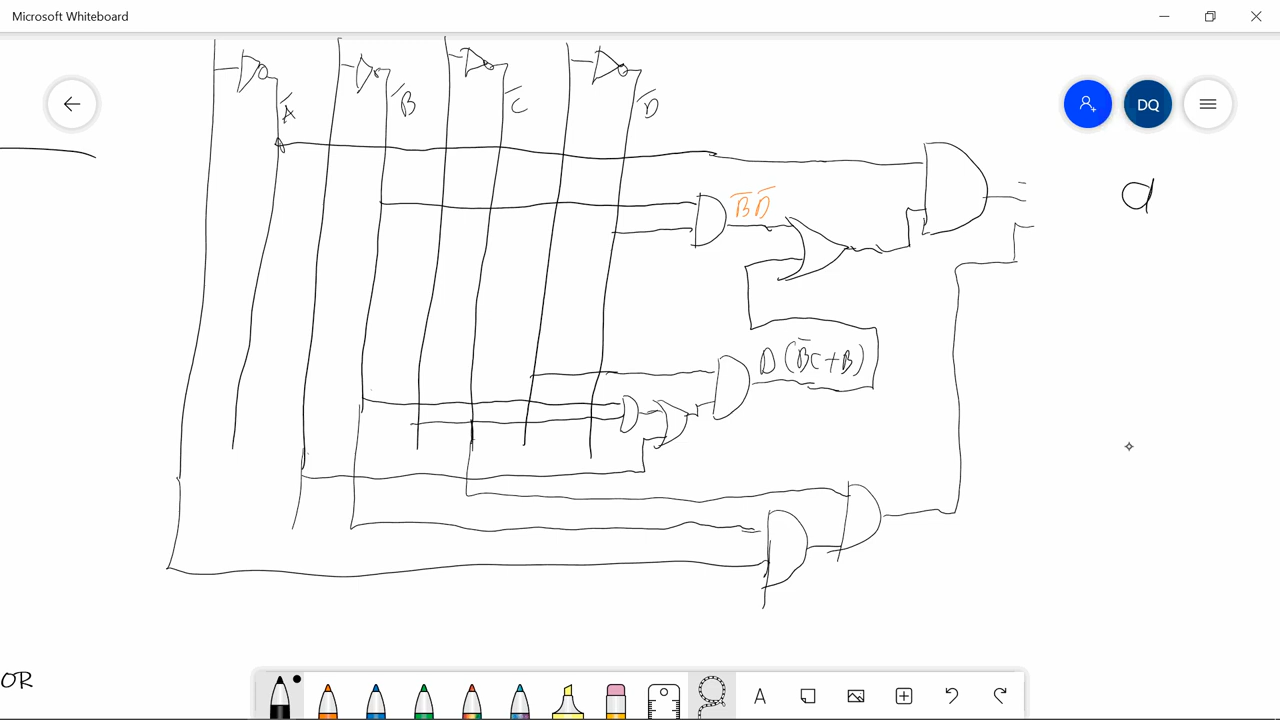 Microsoft Whiteboard
A̅ B̅ C̅ D̅
DQ
B̅ D̅
a
D (B̅C+B)
OR
A